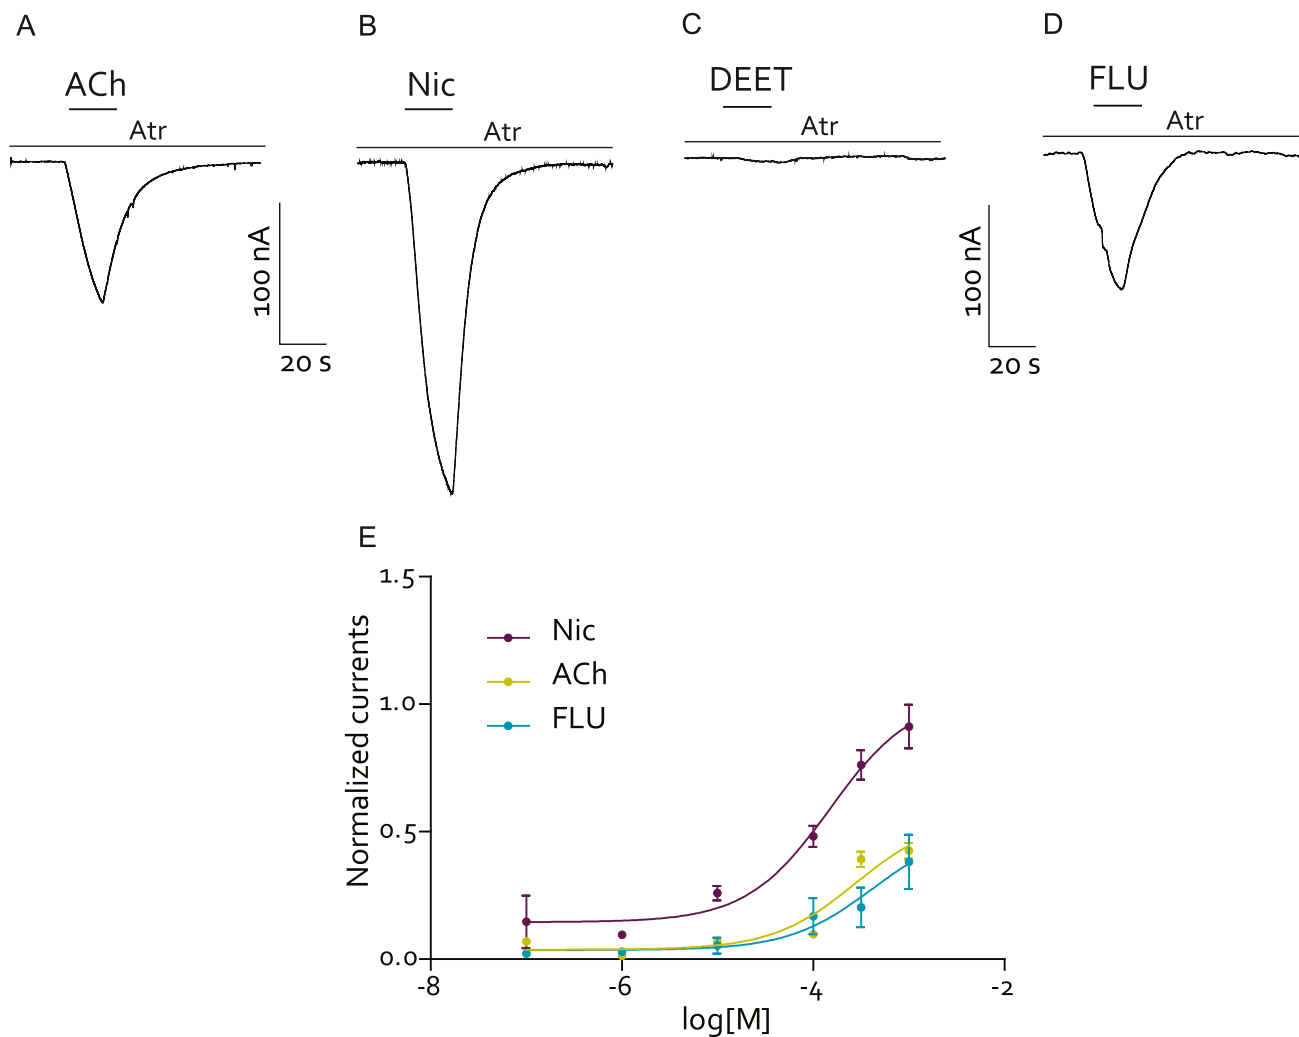 A
B
C
D
ACh
Nic
DEET
FLU
Atr
Atr
Atr
Atr
100 nA
20 s
100 nA
20 s
E
1.5
1.0
0.5
0.0
Normalized currents
Nic
ACh
FLU
-8
-6
-4
-2
log[M]